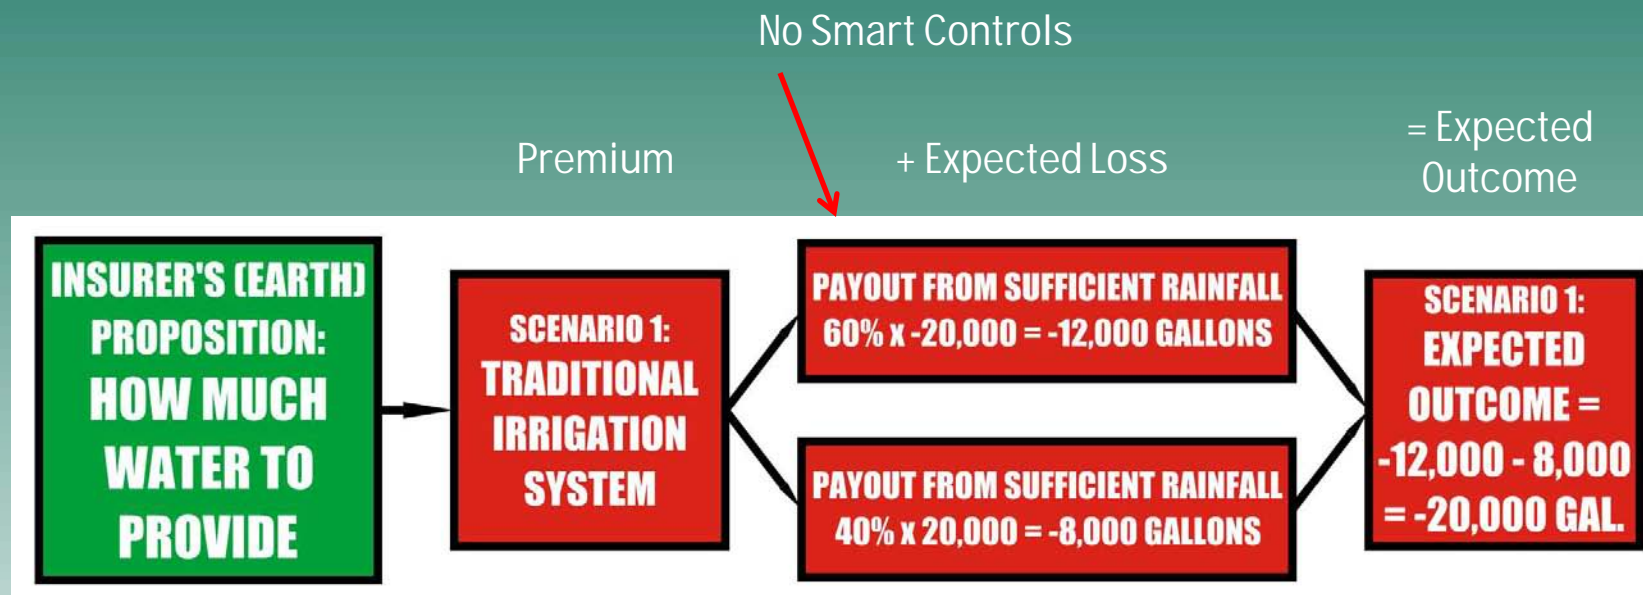 No Smart Controls
Premium
+ Expected Loss
= Expected
Outcome
INSURER'S (EARTH)
PROPOSITION:
HOW MUCH
WATER TO
PROVIDE
SCENARIO 1:
TRADITIONAL
IRRIGATION
SYSTEM
PAYOUT FROM SUFFICIENT RAINFALL
60% x -20,000 = -12,000 GALLONS
PAYOUT FROM SUFFICIENT RAINFALL
40% x 20,000 = -8,000 GALLONS
SCENARIO 1:
EXPECTED
OUTCOME =
-12,000 - 8,000
= -20,000 GAL.